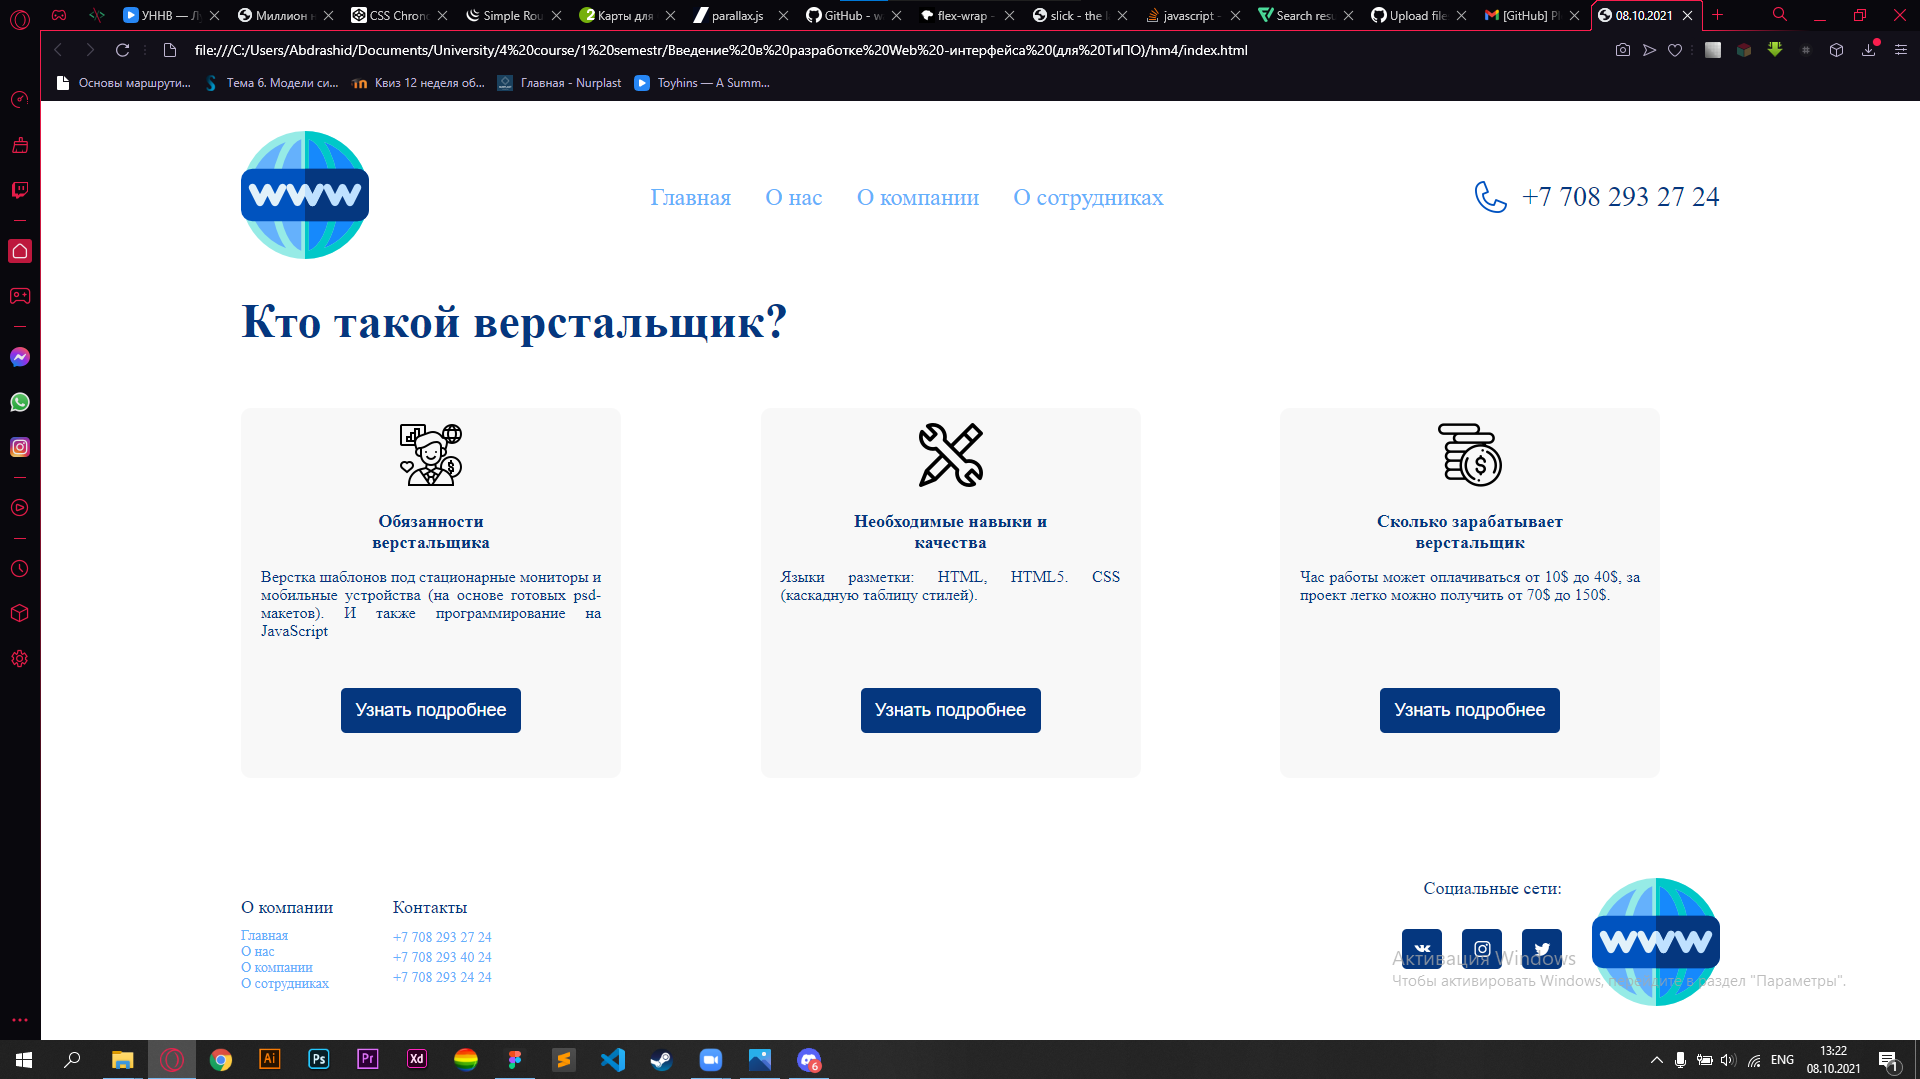 УННВ — Л
Миллион н
CSS Chron
Simple Rou
Карты для
parallax.js
GitHub - w
flex-wrap -
slick - the l
javascript -
Search resu
Upload file
[GitHub] Pl
08.10.2021
file:///C:/Users/Abdrashid/Documents/University/4%20course/1%20semestr/Введение%20в%20разработке%20Web%20-интерфейса%20(для%20ТиПО)/hm4/index.html
Основы маршрути...
Тема 6. Модели си...
Квиз 12 неделя об...
Главная - Nurplast
Toyhins — A Summ...
www
Главная О нас О компании О сотрудниках
+7 708 293 27 24
Кто такой верстальщик?
Обязанности
верстальщика
Верстка шаблонов под стационарные мониторы и
мобильные устройства (на основе готовых psd-
макетов). И также программирование на
JavaScript
Узнать подробнее
Необходимые навыки и
качества
Языки разметки: HTML, HTML5. CSS
(каскадную таблицу стилей).
Узнать подробнее
Сколько зарабатывает
верстальщик
Час работы может оплачиваться от 10$ до 40$, за
проект легко можно получить от 70$ до 150$.
Узнать подробнее
О компании
Главная
О нас
О компании
О сотрудниках
Контакты
+7 708 293 27 24
+7 708 293 40 24
+7 708 293 24 24
Социальные сети:
www
Активация Windows
Чтобы активировать Windows, перейдите в раздел "Параметры".
Ai
Ps
Pr
Xd
6
ENG
13:22
08.10.2021
1